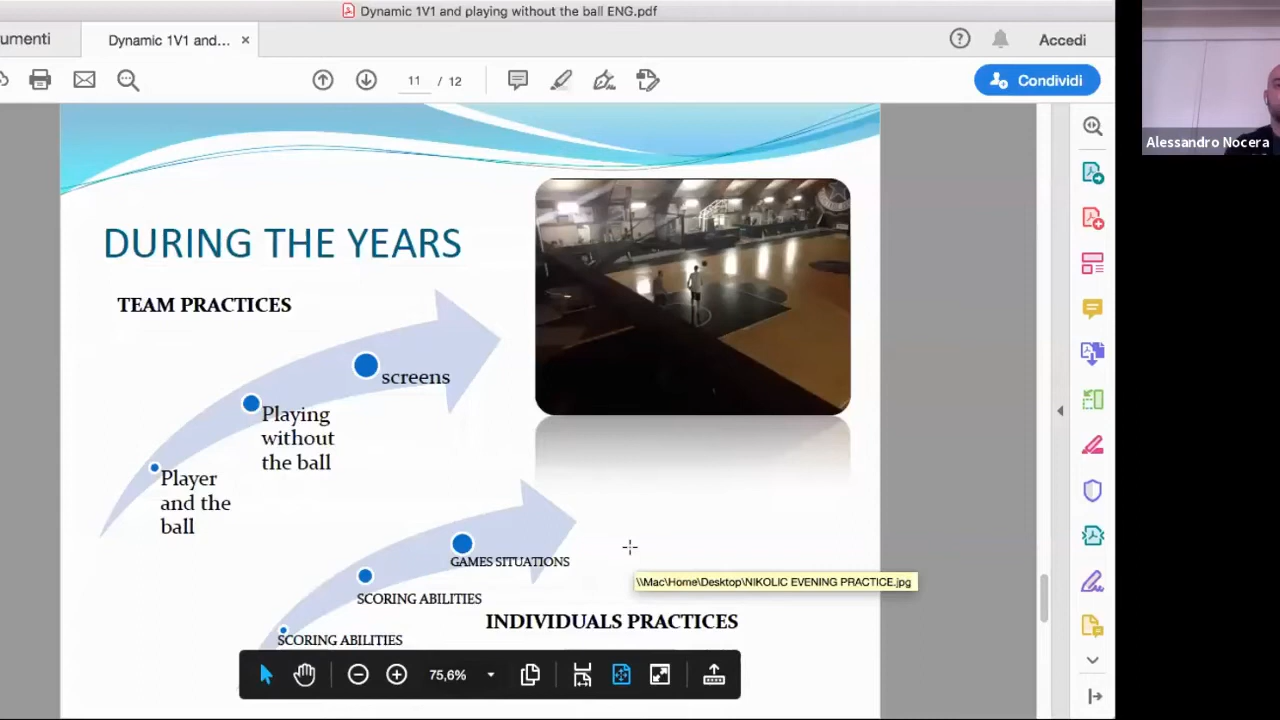 Dynamic 1V1 and playing without the ball ENG.pdf
umenti
Dynamic 1V1 and...
×
Accedi
11 / 12
Condividi
Alessandro Nocera
DURING THE YEARS
TEAM PRACTICES
screens
Playing
without
the ball
Player
and the
ball
GAMES SITUATIONS
\\Mac\Home\Desktop\NIKOLIC EVENING PRACTICE.jpg
SCORING ABILITIES
INDIVIDUALS PRACTICES
SCORING ABILITIES
75,6%